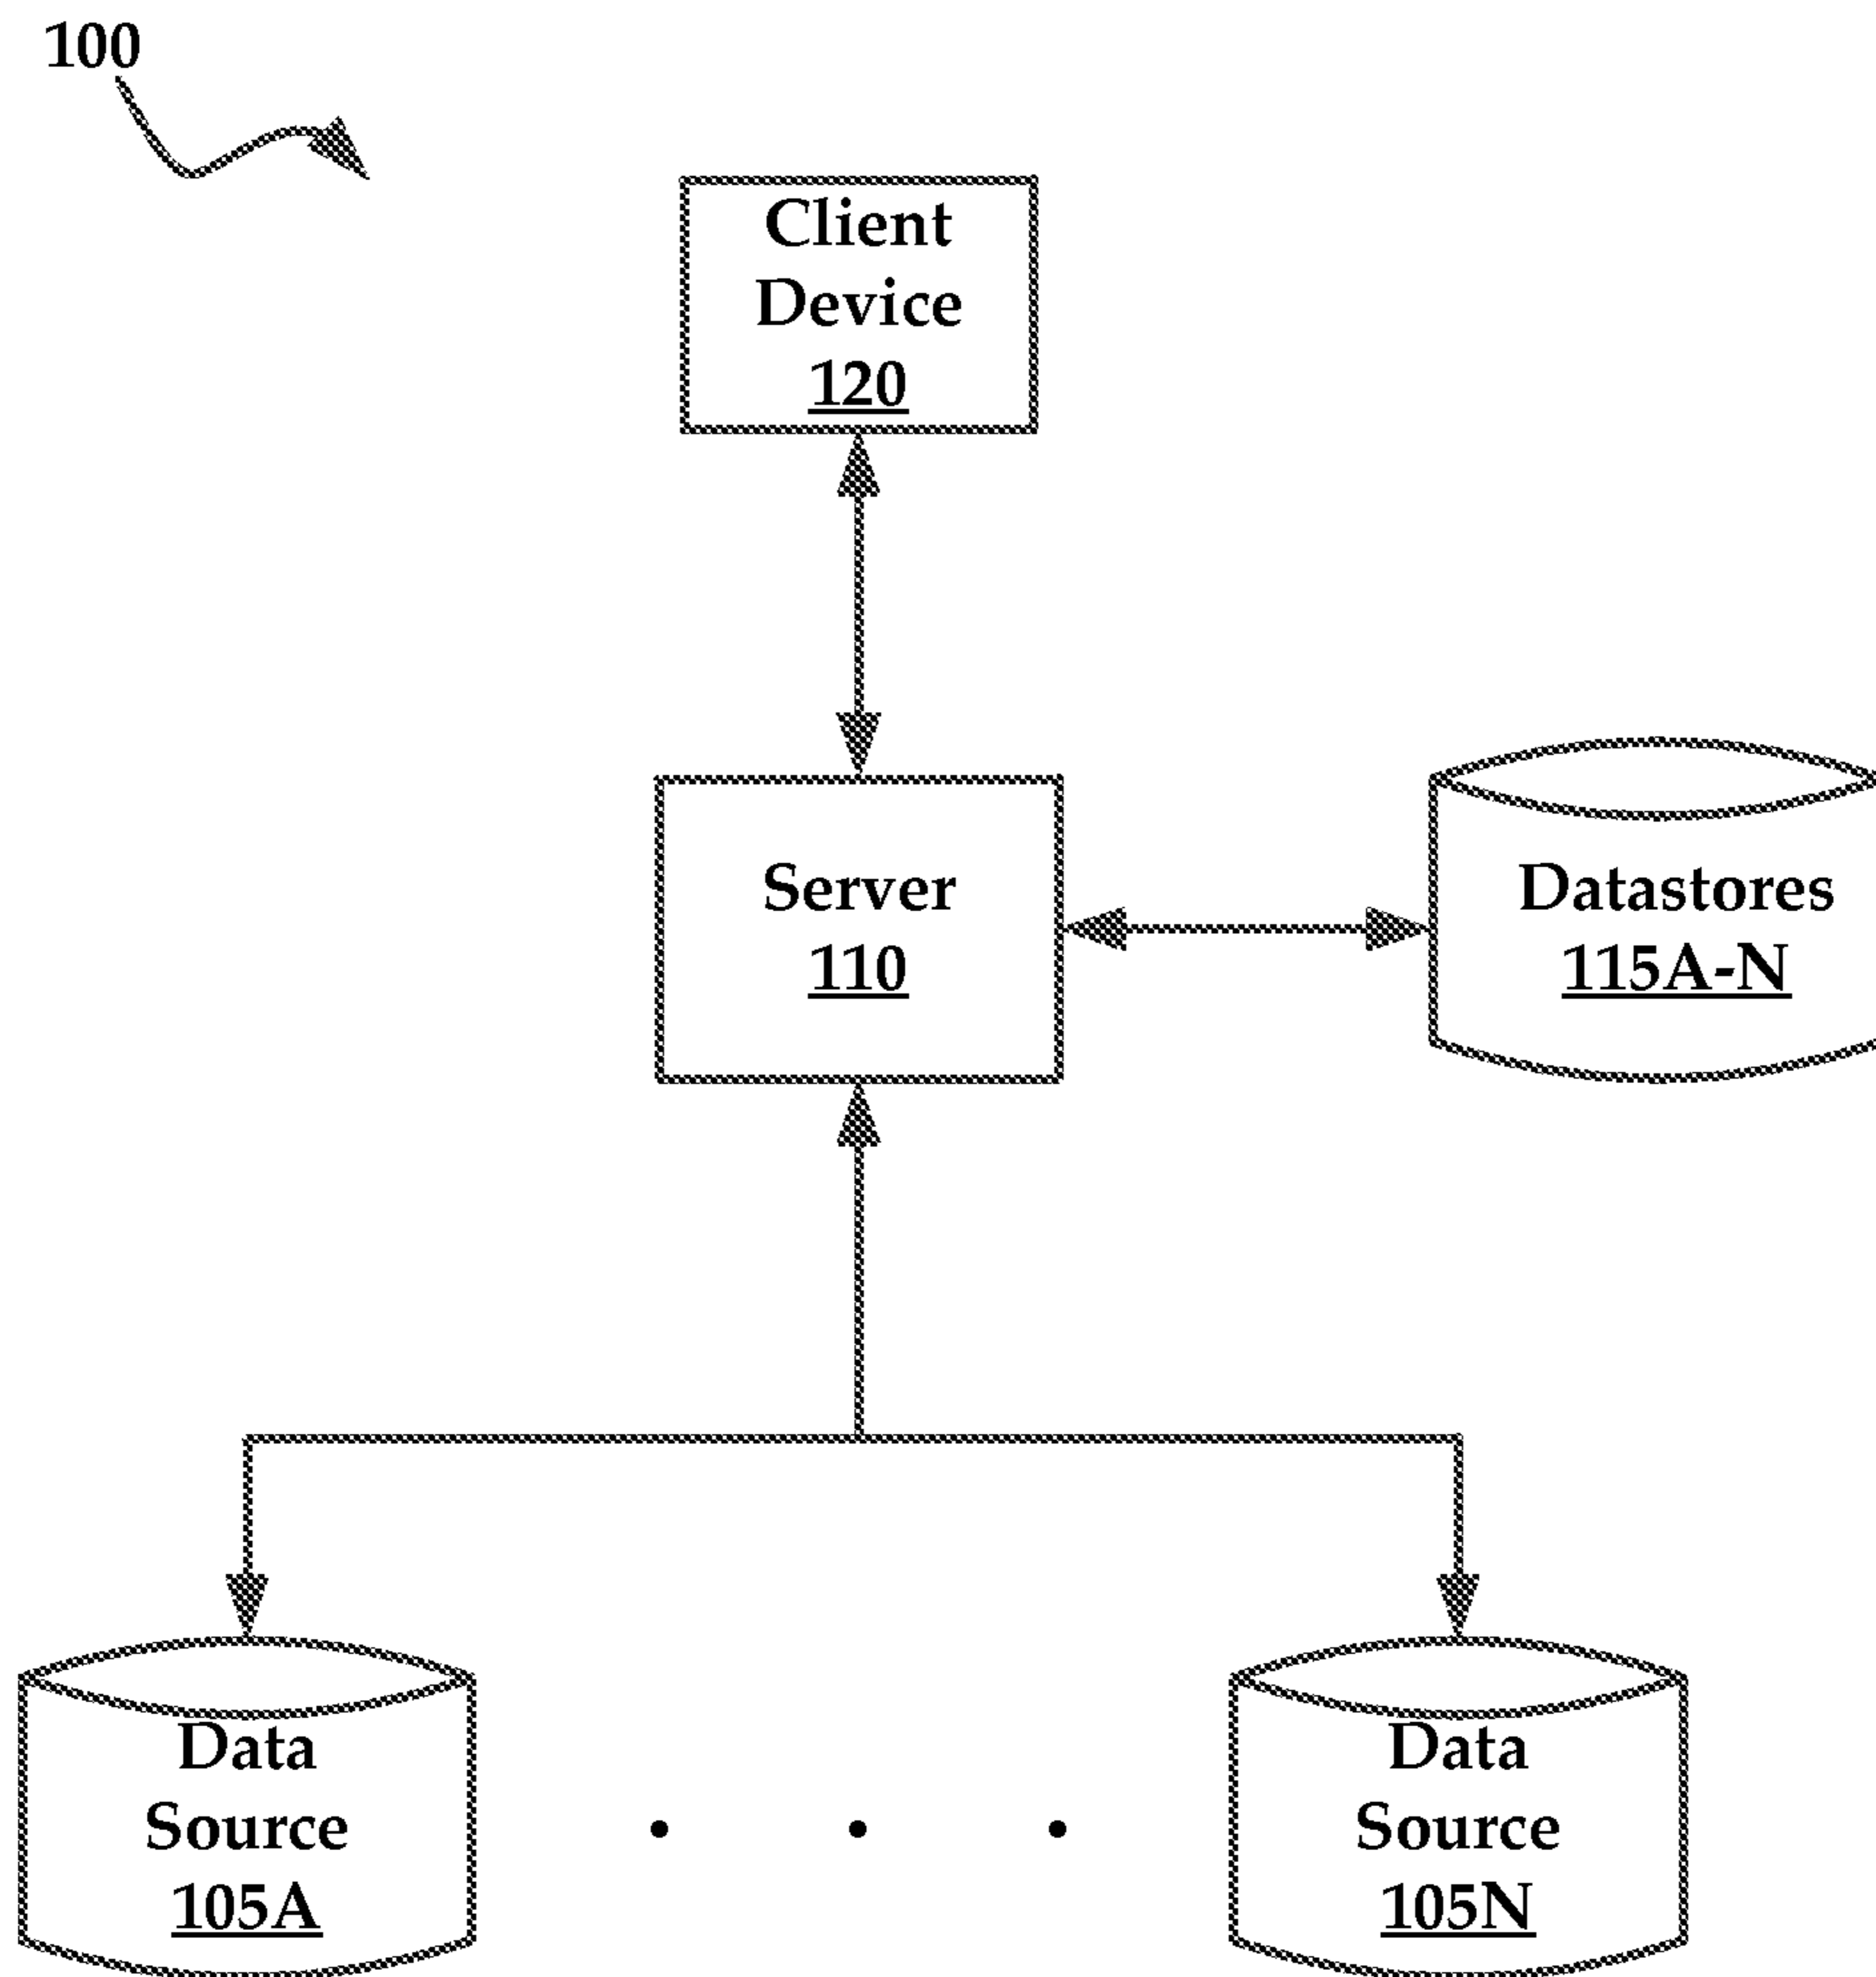 100
Client
Device
120
Server
110
Datastores
115A-N
Data
Source
105A
Data
Source
105N